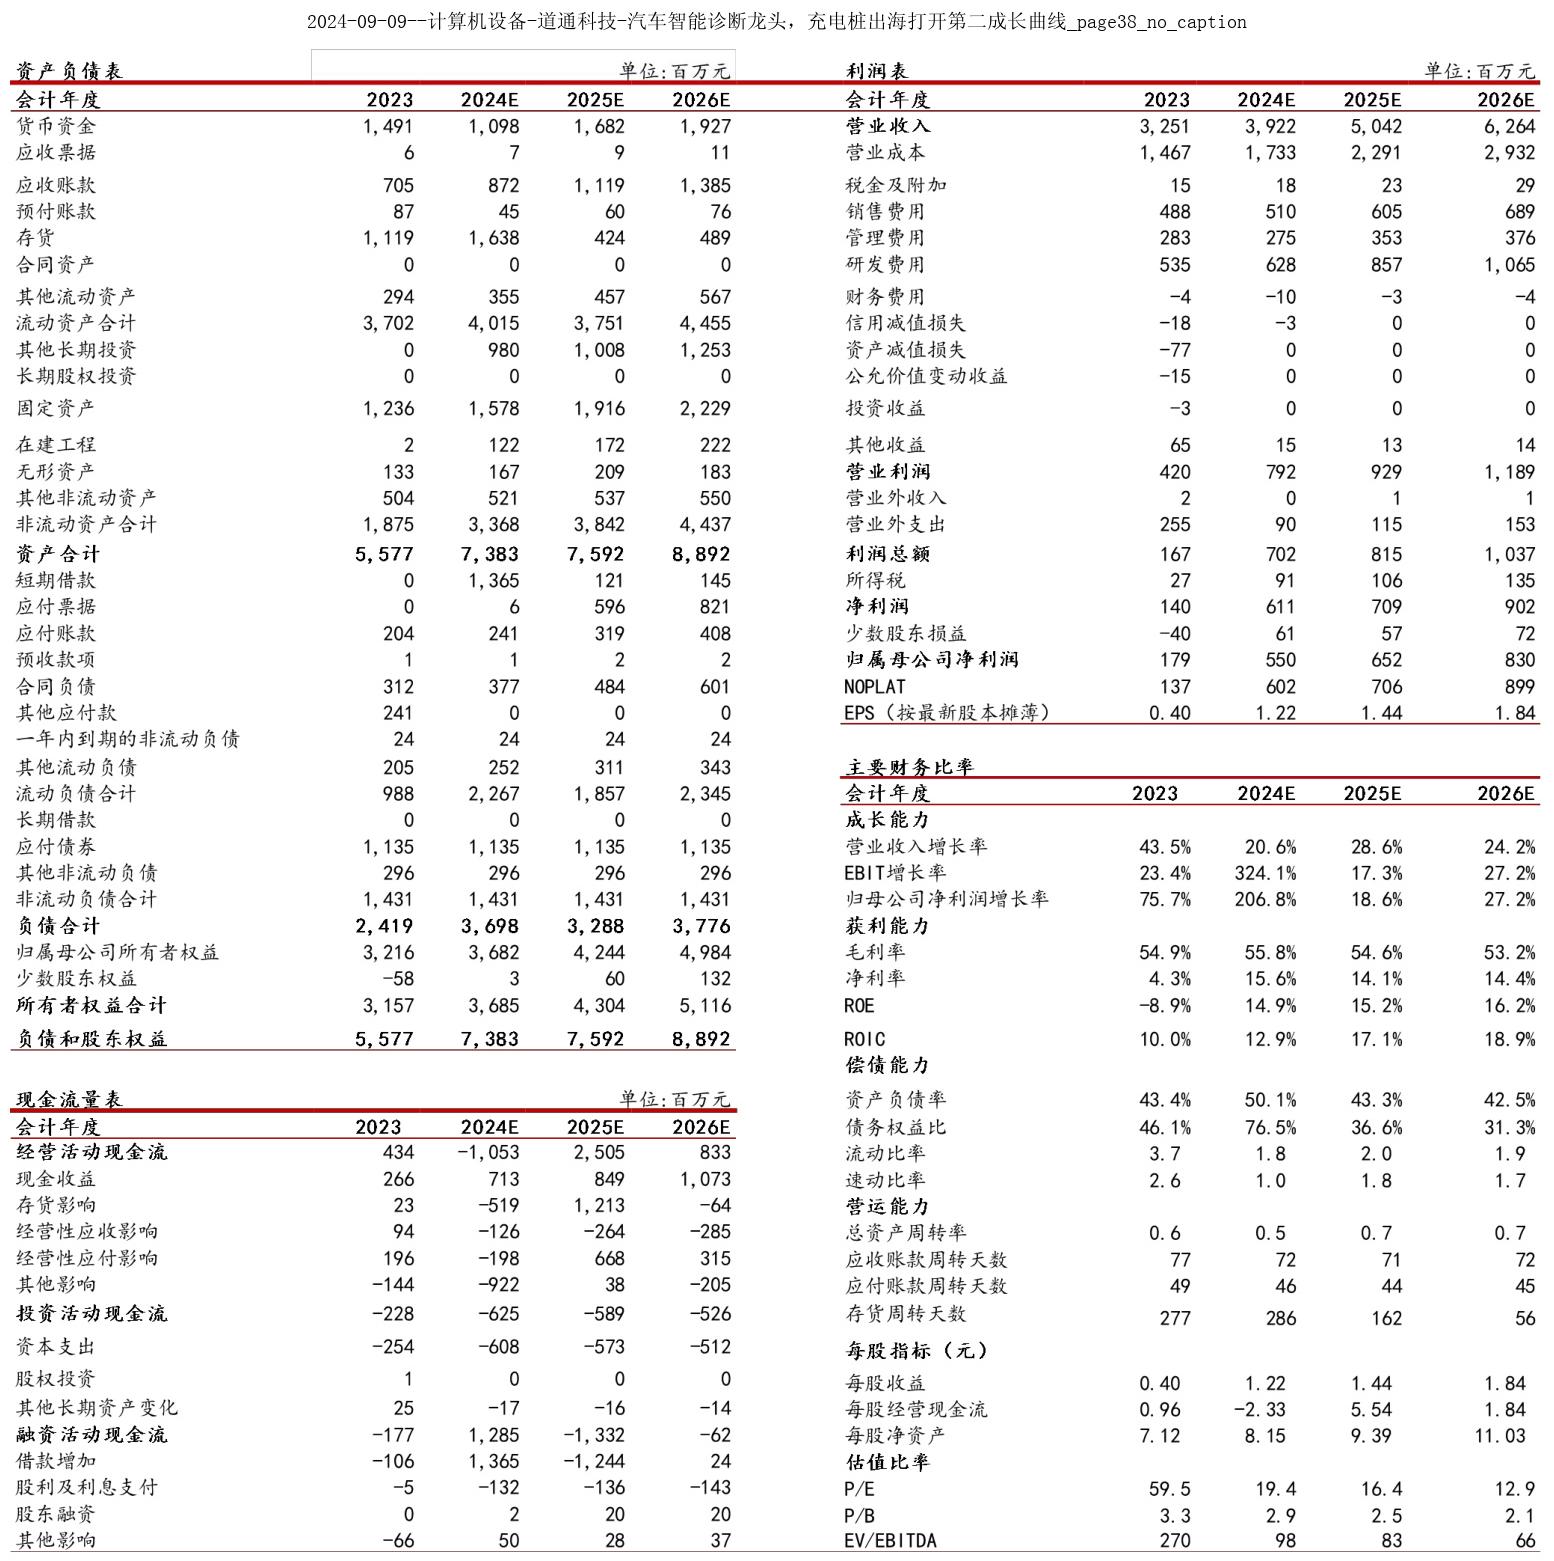 2024-09-09--计算机设备-道通科技-汽车智能诊断龙头，充电桩出海打开第二成长曲线_page38_no_caption
资产负债表 单位:百万元
会计年度 2023 2024E 2025E 2026E
货币资金 1,491 1,098 1,682 1,927
应收票据 6 7 9 11
应收账款 705 872 1,119 1,385
预付账款 87 45 60 76
存货 1,119 1,638 424 489
合同资产 0 0 0 0
其他流动资产 294 355 457 567
流动资产合计 3,702 4,015 3,751 4,455
其他长期投资 0 980 1,008 1,253
长期股权投资 0 0 0 0
固定资产 1,236 1,578 1,916 2,229
在建工程 2 122 172 222
无形资产 133 167 209 183
其他非流动资产 504 521 537 550
非流动资产合计 1,875 3,368 3,842 4,437
资产合计 5,577 7,383 7,592 8,892
短期借款 0 1,365 121 145
应付票据 0 6 596 821
应付账款 204 241 319 408
预收款项 1 1 2 2
合同负债 312 377 484 601
其他应付款 241 0 0 0
一年内到期的非流动负债 24 24 24 24
其他流动负债 205 252 311 343
流动负债合计 988 2,267 1,857 2,345
长期借款 0 0 0 0
应付债券 1,135 1,135 1,135 1,135
其他非流动负债 296 296 296 296
非流动负债合计 1,431 1,431 1,431 1,431
负债合计 2,419 3,698 3,288 3,776
归属母公司所有者权益 3,216 3,682 4,244 4,984
少数股东权益 -58 3 60 132
所有者权益合计 3,157 3,685 4,304 5,116
负债和股东权益 5,577 7,383 7,592 8,892
现金流量表 单位:百万元
会计年度 2023 2024E 2025E 2026E
经营活动现金流 434 -1,053 2,505 833
现金收益 266 713 849 1,073
存货影响 23 -519 1,213 -64
经营性应收影响 94 -126 -264 -285
经营性应付影响 196 -198 668 315
其他影响 -144 -922 38 -205
投资活动现金流 -228 -625 -589 -526
资本支出 -254 -608 -573 -512
股权投资 1 0 0 0
其他长期资产变化 25 -17 -16 -14
融资活动现金流 -177 1,285 -1,332 -62
借款增加 -106 1,365 -1,244 24
股利及利息支付 -5 -132 -136 -143
股东融资 0 2 20 20
其他影响 -66 50 28 37
利润表 单位:百万元
会计年度 2023 2024E 2025E 2026E
营业收入 3,251 3,922 5,042 6,264
营业成本 1,467 1,733 2,291 2,932
税金及附加 15 18 23 29
销售费用 488 510 605 689
管理费用 283 275 353 376
研发费用 535 628 857 1,065
财务费用 -4 -10 -3 -4
信用减值损失 -18 -3 0 0
资产减值损失 -77 0 0 0
公允价值变动收益 -15 0 0 0
投资收益 -3 0 0 0
其他收益 65 15 13 14
营业利润 420 792 929 1,189
营业外收入 2 0 1 1
营业外支出 255 90 115 153
利润总额 167 702 815 1,037
所得税 27 91 106 135
净利润 140 611 709 902
少数股东损益 -40 61 57 72
归属母公司净利润 179 550 652 830
NOPLAT 137 602 706 899
EPS（按最新股本摊薄） 0.40 1.22 1.44 1.84
主要财务比率
会计年度 2023 2024E 2025E 2026E
成长能力
营业收入增长率 43.5% 20.6% 28.6% 24.2%
EBIT增长率 23.4% 324.1% 17.3% 27.2%
归母公司净利润增长率 75.7% 206.8% 18.6% 27.2%
获利能力
毛利率 54.9% 55.8% 54.6% 53.2%
净利率 4.3% 15.6% 14.1% 14.4%
ROE -8.9% 14.9% 15.2% 16.2%
ROIC 10.0% 12.9% 17.1% 18.9%
偿债能力
资产负债率 43.4% 50.1% 43.3% 42.5%
债务权益比 46.1% 76.5% 36.6% 31.3%
流动比率 3.7 1.8 2.0 1.9
速动比率 2.6 1.0 1.8 1.7
营运能力
总资产周转率 0.6 0.5 0.7 0.7
应收账款周转天数 77 72 71 72
应付账款周转天数 49 46 44 45
存货周转天数 277 286 162 56
每股指标（元）
每股收益 0.40 1.22 1.44 1.84
每股经营现金流 0.96 -2.33 5.54 1.84
每股净资产 7.12 8.15 9.39 11.03
估值比率
P/E 59.5 19.4 16.4 12.9
P/B 3.3 2.9 2.5 2.1
EV/EBITDA 270 98 83 66